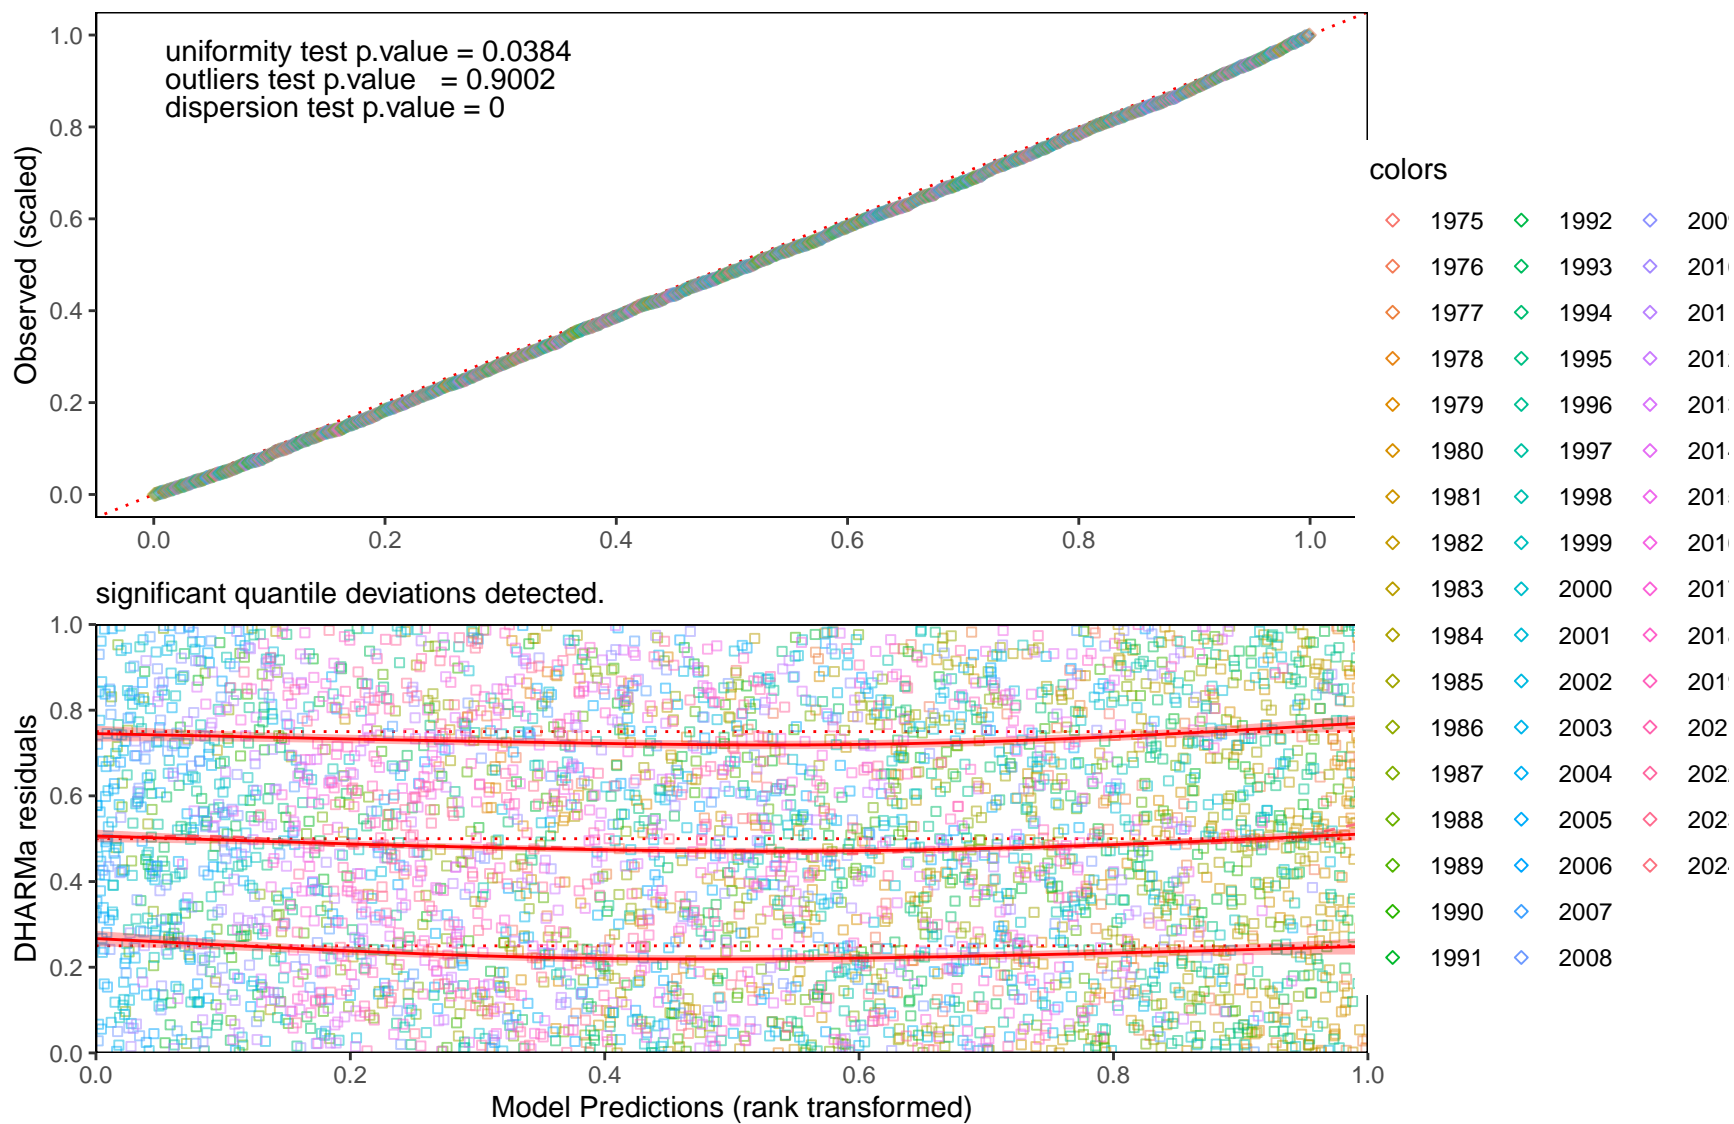 uniformity test p.value = 0.0384
outliers test p.value = 0.9002
dispersion test p.value = 0
Observed (scaled)
1.0
0.8
0.6
0.4
0.2
0.0
0.0 0.2 0.4 0.6 0.8 1.0
colors
1975 1992
1976 1993
1977 1994
1978 1995
1979 1996
1980 1997
1981 1998
1982 1999
1983 2000
1984 2001
1985 2002
1986 2003
1987 2004
1988 2005
1989 2006
1990 2007
1991 2008
significant quantile deviations detected.
DHARMa residuals
1.0
0.8
0.6
0.4
0.2
0.0
0.0 0.2 0.4 0.6 0.8 1.0
Model Predictions (rank transformed)